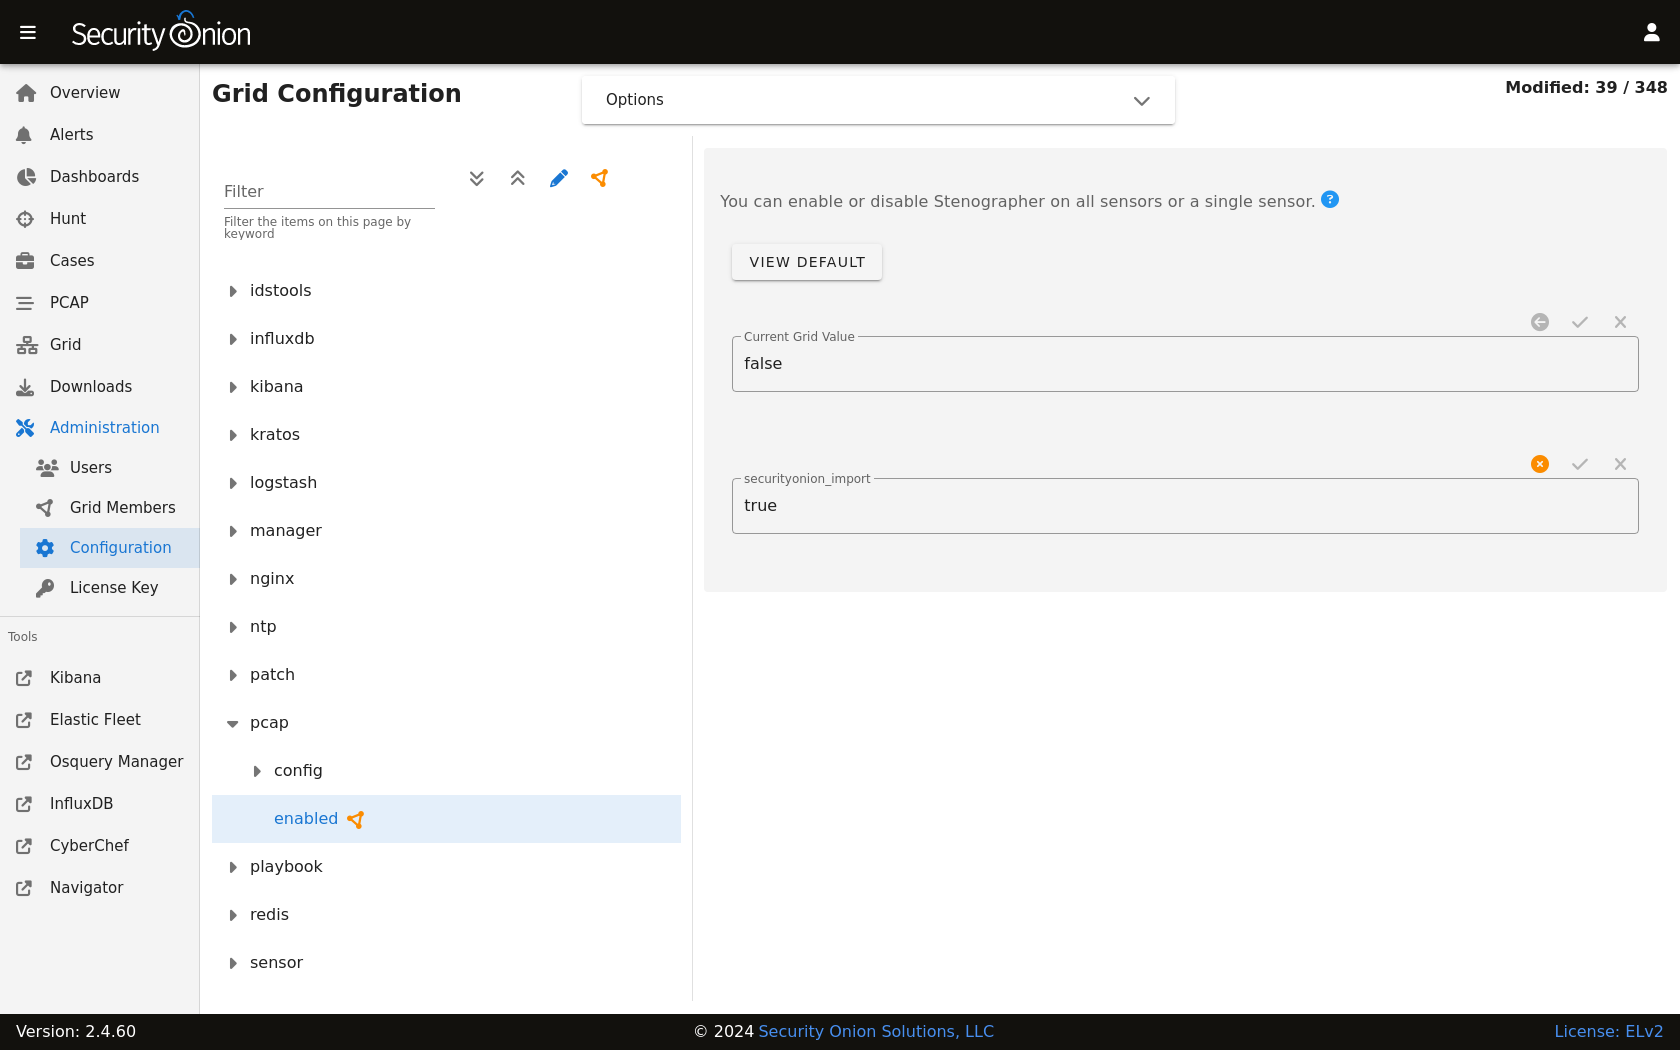 Security Onion
Overview
Alerts
Dashboards
Hunt
Cases
PCAP
Grid
Downloads
Administration
Users
Grid Members
Configuration
License Key
Tools
Kibana
Elastic Fleet
Osquery Manager
InfluxDB
CyberChef
Navigator
Grid Configuration
Options
Modified: 39 / 348
Filter
Filter the items on this page by
keyword
idstools
influxdb
kibana
kratos
logstash
manager
nginx
ntp
patch
pcap
config
enabled
playbook
redis
sensor
You can enable or disable Stenographer on all sensors or a single sensor. ?
VIEW DEFAULT
Current Grid Value
false
securityonion_import
true
Version: 2.4.60
© 2024 Security Onion Solutions, LLC
License: ELv2